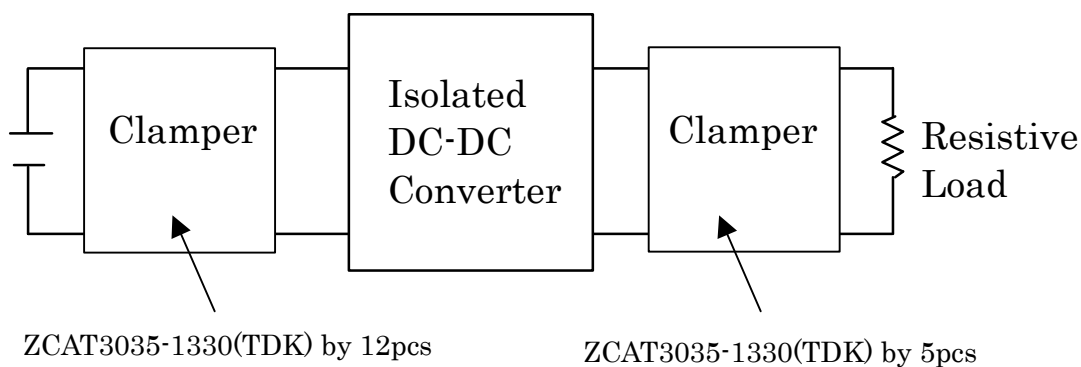 Clamper
Isolated
DC-DC
Converter
Clamper
Resistive
Load
ZCAT3035-1330(TDK) by 12pcs
ZCAT3035-1330(TDK) by 5pcs